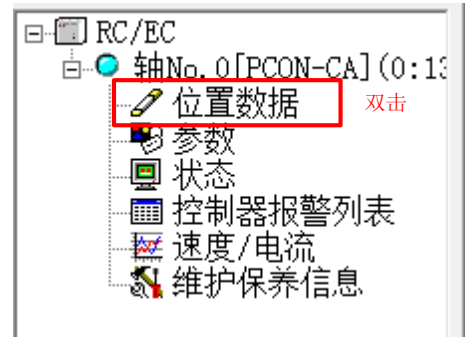 RC/EC
轴No.0[PCON-CA](0:13
位置数据 双击
参数
状态
控制器报警列表
速度/电流
维护保养信息